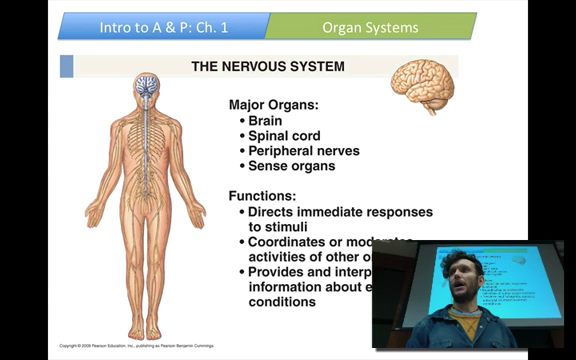 Intro to A & P: Ch. 1
Organ Systems
THE NERVOUS SYSTEM
Major Organs:
• Brain
• Spinal cord
• Peripheral nerves
• Sense organs
Functions:
• Directs immediate responses
to stimuli
• Coordinates or moderates
activities of other
• Provides and
information about
conditions
Copyright © 2009 Pearson Education, Inc., publishing as Pearson Benjamin Cummings.